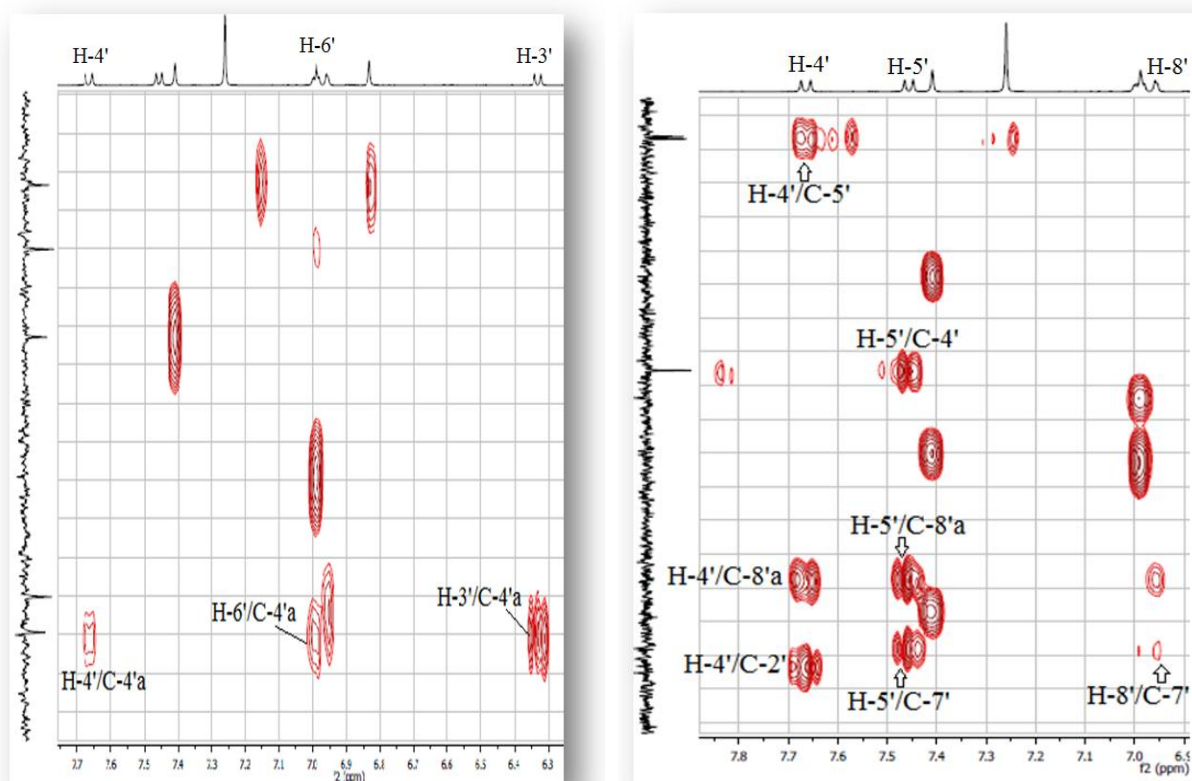 H-4' H-6' H-3'
H-3'/C-4'a
H-6'/C-4'a
H-4'/C-4'a
7.7 7.6 7.5 7.4 7.3 7.2 7.1 7.0 6.9 6.8 6.7 6.6 6.5 6.4 6.3
2 (ppm)
H-4' H-5' H-8'
H-4'/C-5'
H-5'/C-4'
H-5'/C-8'a
H-4'/C-8'a
H-4'/C-2'
H-5'/C-7' H-8'/C-7'
7.8 7.7 7.6 7.5 7.4 7.3 7.2 7.1 7.0 6.9
f2 (ppm)